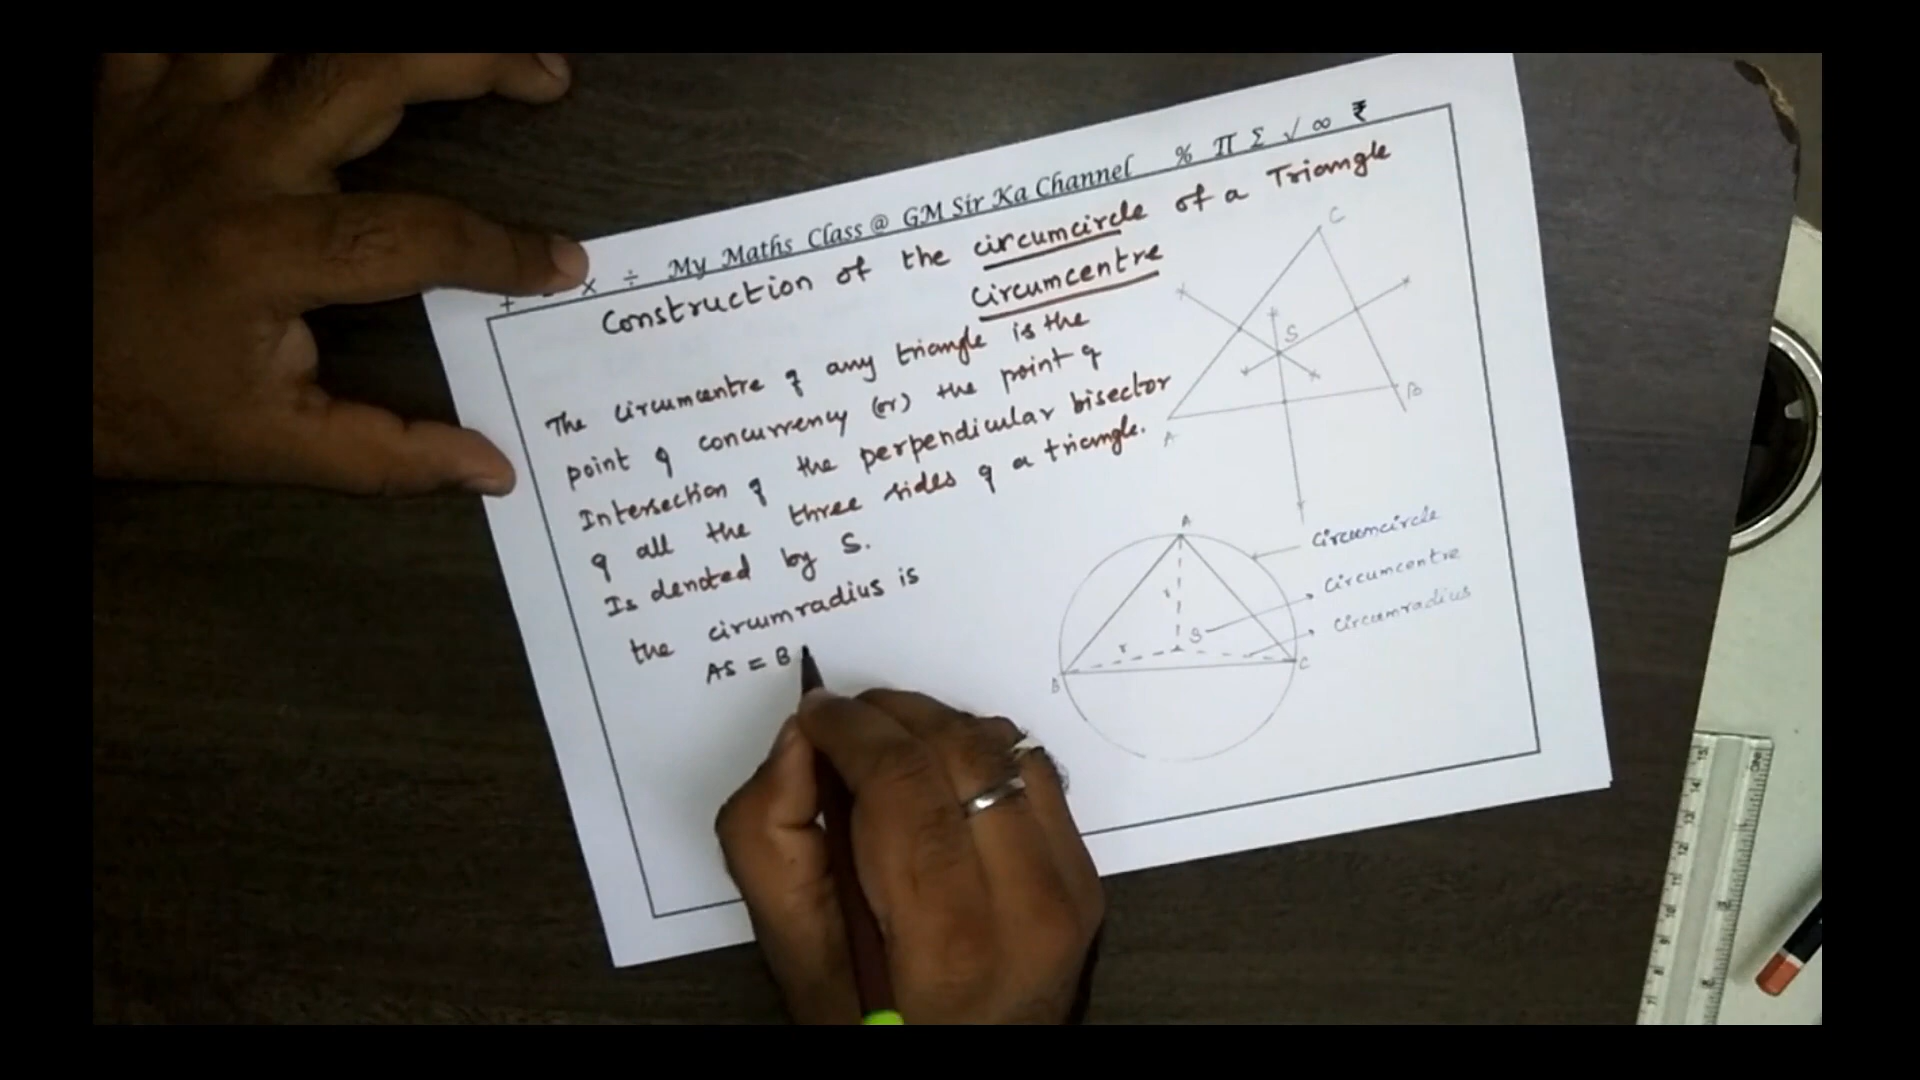 + - × ÷ My Maths Class @ GM Sir Ka Channel % Π Σ √ ∞ ₹
Construction of the circumcircle of a Triangle
Circumcentre
The circumcentre of any triangle is the
point of concurrency (or) the point of
Intersection of the perpendicular bisector
of all the three sides of a triangle.
Is denoted by S.
the circumradius is
AS = B
C
S
A
B
A
Circumcircle
Circumcentre
Circumradius
r
S
r
B
C